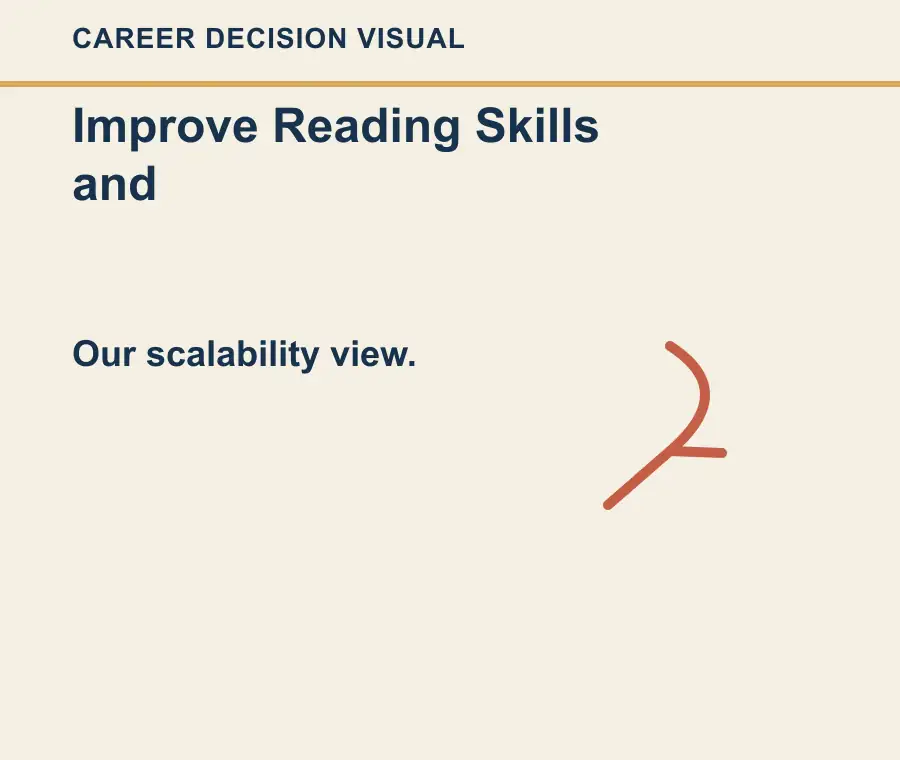 CAREER DECISION VISUAL
Improve Reading Skills
and
Our scalability view.